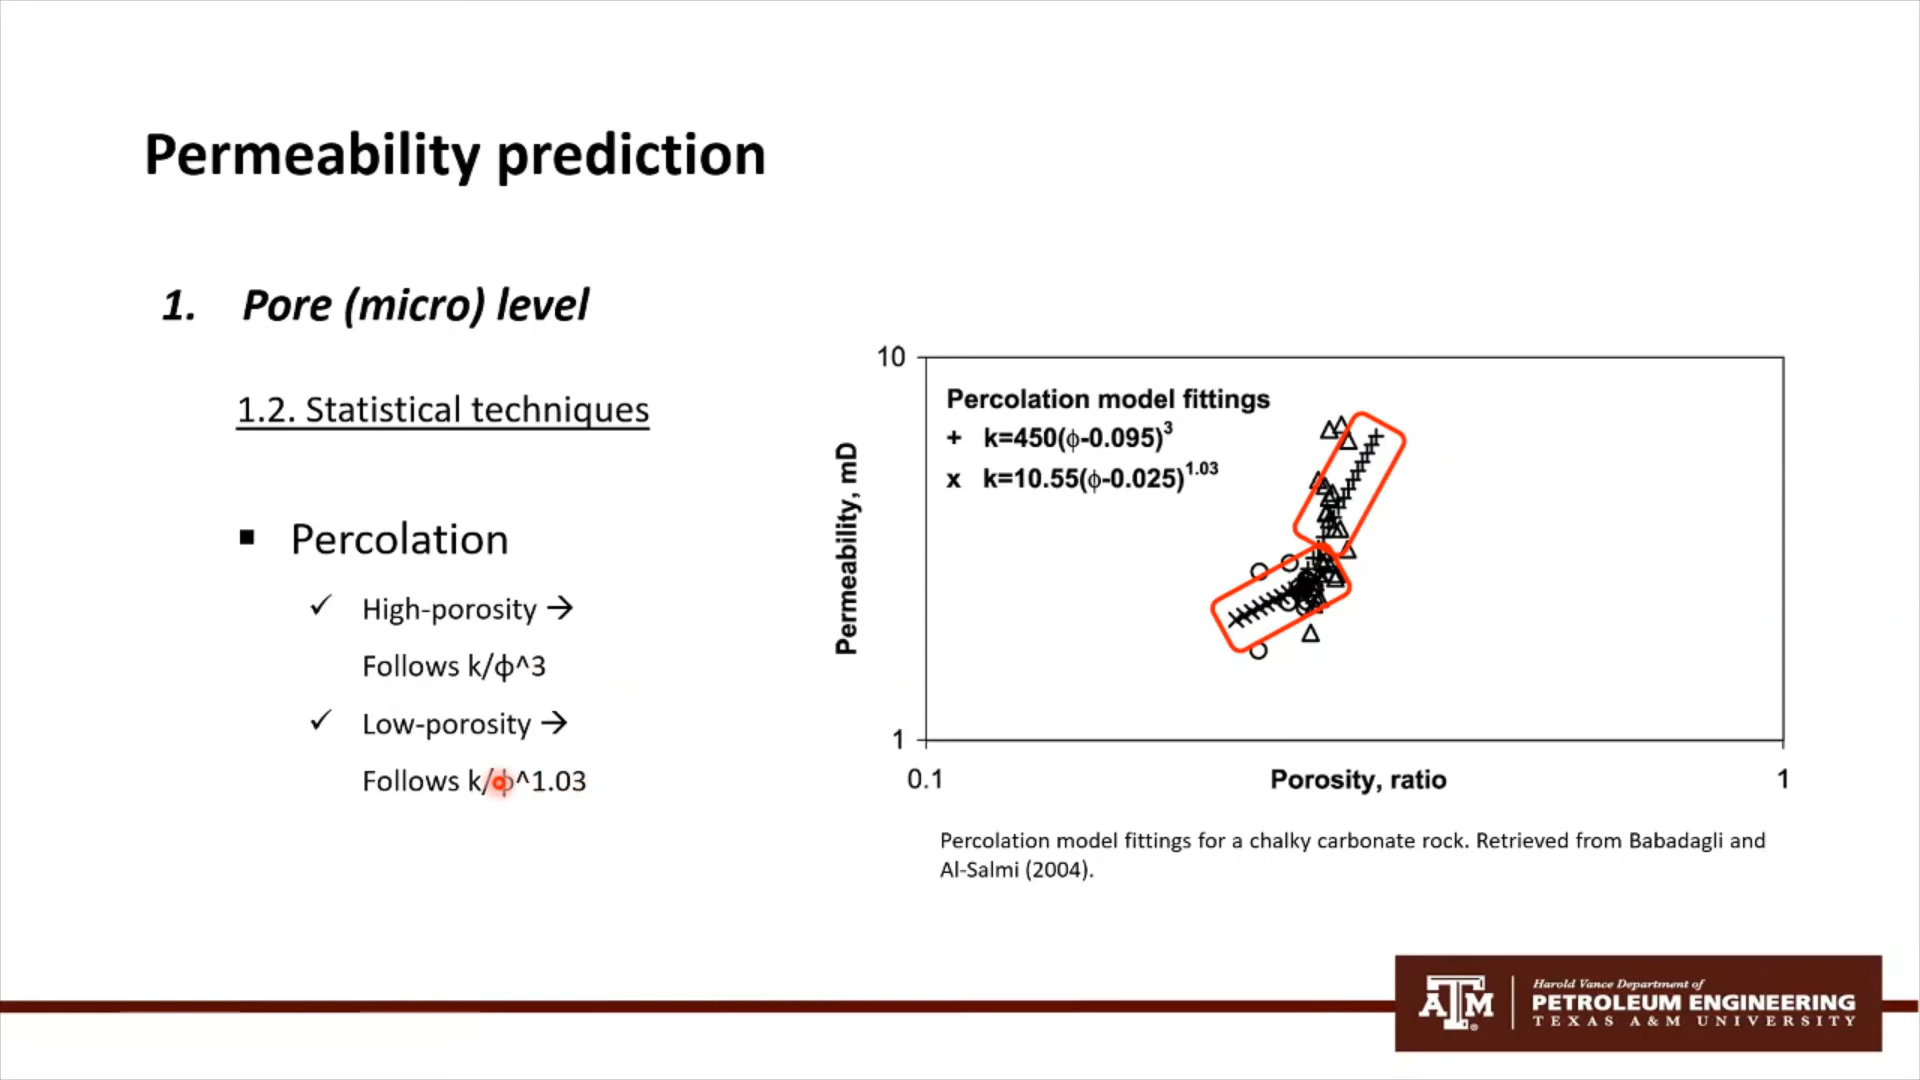 Permeability prediction
1. Pore (micro) level
1.2. Statistical techniques
▪ Percolation
✓ High-porosity →
Follows k/ϕ^3
✓ Low-porosity →
Follows k/ϕ^1.03
10
Percolation model fittings
+ k=450(ϕ-0.095)³
x k=10.55(ϕ-0.025)¹·⁰³
Permeability, mD
1
0.1
Porosity, ratio
1
Percolation model fittings for a chalky carbonate rock. Retrieved from Babadagli and
Al-Salmi (2004).
ATM
®
Harold Vance Department of
PETROLEUM ENGINEERING
TEXAS A&M UNIVERSITY